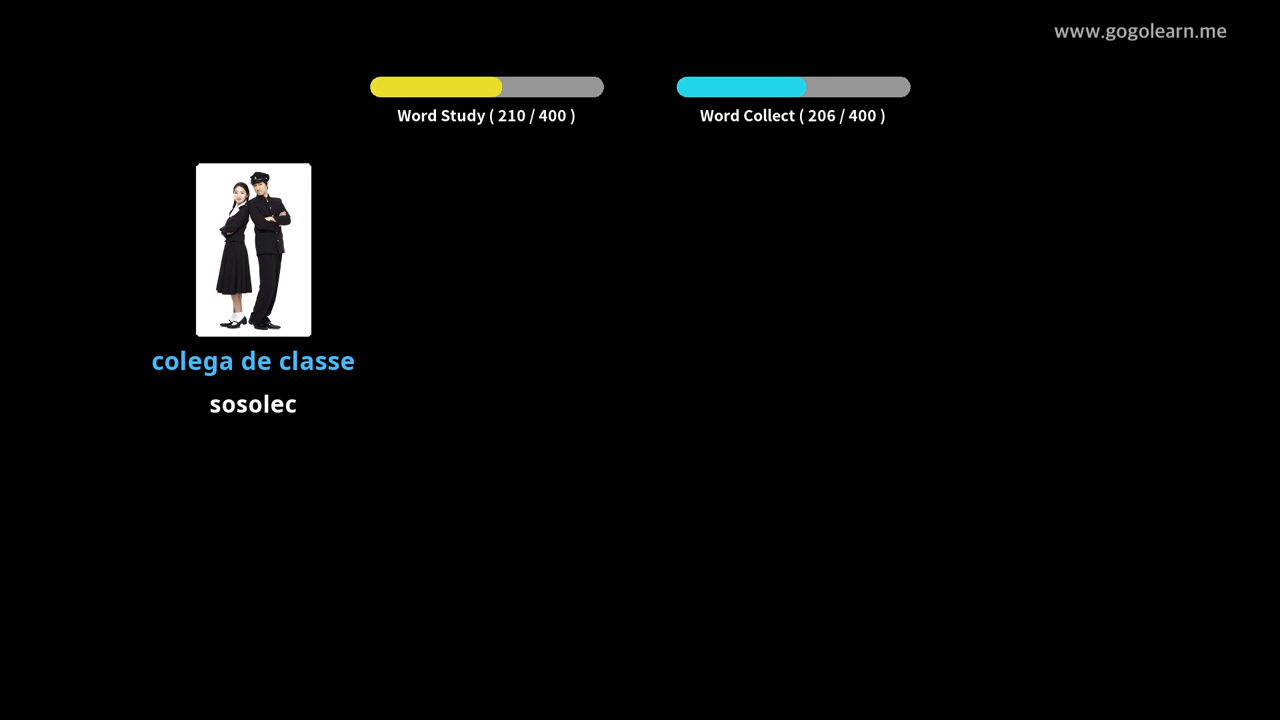 www.gogolearn.me
Word Study ( 210 / 400 )
Word Collect ( 206 / 400 )
colega de classe
sosolec